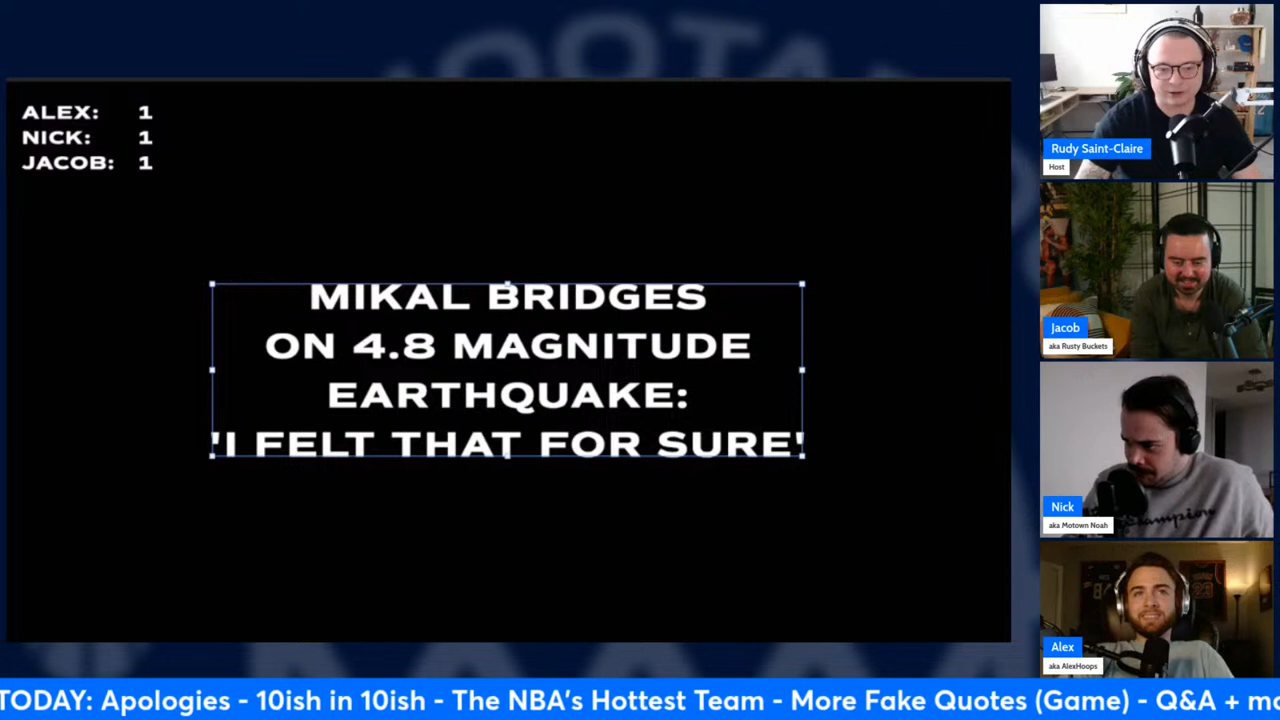 ALEX: 1
NICK: 1
JACOB: 1
MIKAL BRIDGES
ON 4.8 MAGNITUDE
EARTHQUAKE:
'I FELT THAT FOR SURE'
Rudy Saint-Claire
Host
Jacob
aka Rusty Buckets
Nick
aka Motown Noah
Champion
Alex
aka AlexHoops
TODAY: Apologies - 10ish in 10ish - The NBA's Hottest Team - More Fake Quotes (Game) - Q&A + mo